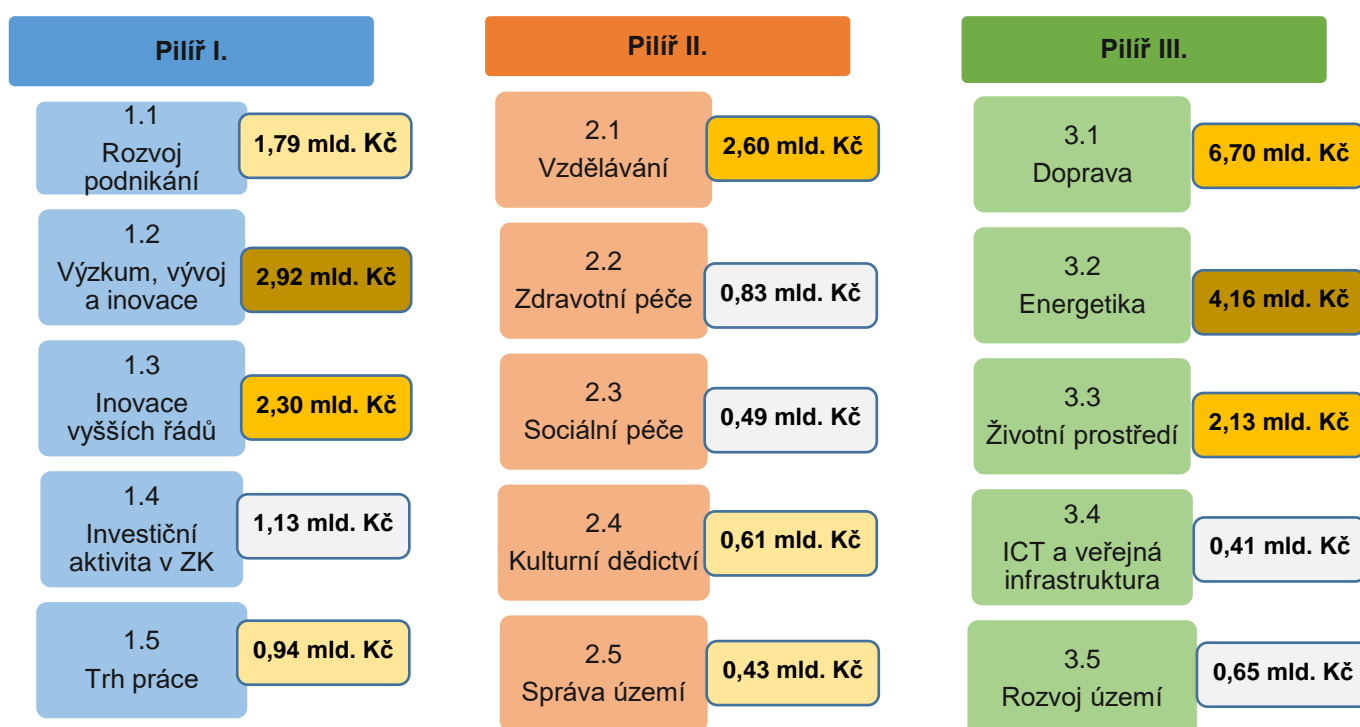 Pilíř I.
1.1
Rozvoj
podnikání
1,79 mld. Kč
1.2
Výzkum, vývoj
a inovace
2,92 mld. Kč
1.3
Inovace
vyšších řádů
2,30 mld. Kč
1.4
Investiční
aktivita v ZK
1,13 mld. Kč
1.5
Trh práce
0,94 mld. Kč
Pilíř II.
2.1
Vzdělávání
2,60 mld. Kč
2.2
Zdravotní péče
0,83 mld. Kč
2.3
Sociální péče
0,49 mld. Kč
2.4
Kulturní dědictví
0,61 mld. Kč
2.5
Správa území
0,43 mld. Kč
Pilíř III.
3.1
Doprava
6,70 mld. Kč
3.2
Energetika
4,16 mld. Kč
3.3
Životní prostředí
2,13 mld. Kč
3.4
ICT a veřejná
infrastruktura
0,41 mld. Kč
3.5
Rozvoj území
0,65 mld. Kč